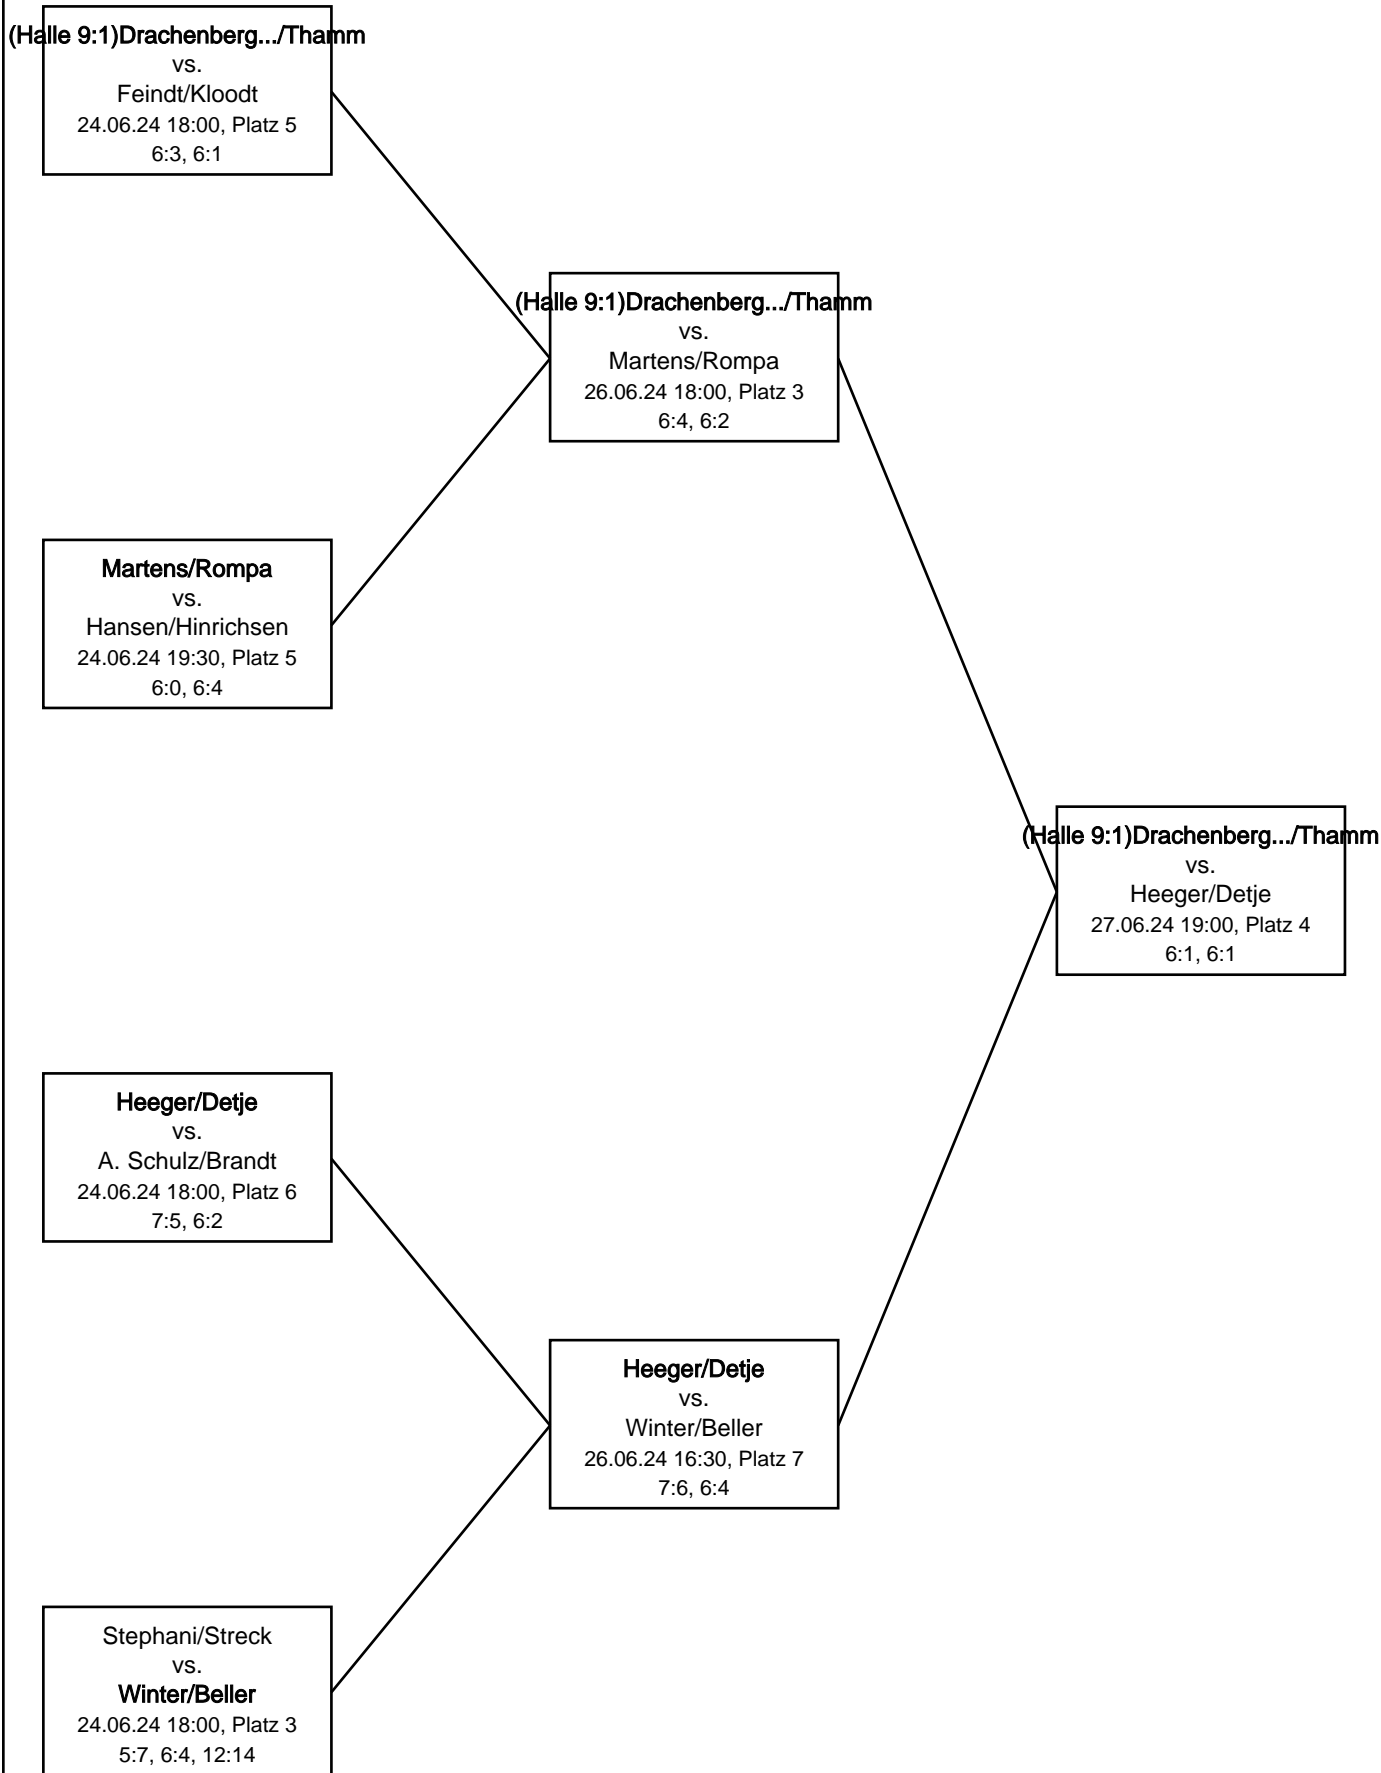 (Halle 9:1)Drachenberg.../Thamm
vs.
Feindt/Kloodt
24.06.24 18:00, Platz 5
6:3, 6:1
(Halle 9:1)Drachenberg.../Thamm
vs.
Martens/Rompa
26.06.24 18:00, Platz 3
6:4, 6:2
Martens/Rompa
vs.
Hansen/Hinrichsen
24.06.24 19:30, Platz 5
6:0, 6:4
(Halle 9:1)Drachenberg.../Thamm
vs.
Heeger/Detje
27.06.24 19:00, Platz 4
6:1, 6:1
Heeger/Detje
vs.
A. Schulz/Brandt
24.06.24 18:00, Platz 6
7:5, 6:2
Heeger/Detje
vs.
Winter/Beller
26.06.24 16:30, Platz 7
7:6, 6:4
Stephani/Streck
vs.
Winter/Beller
24.06.24 18:00, Platz 3
5:7, 6:4, 12:14